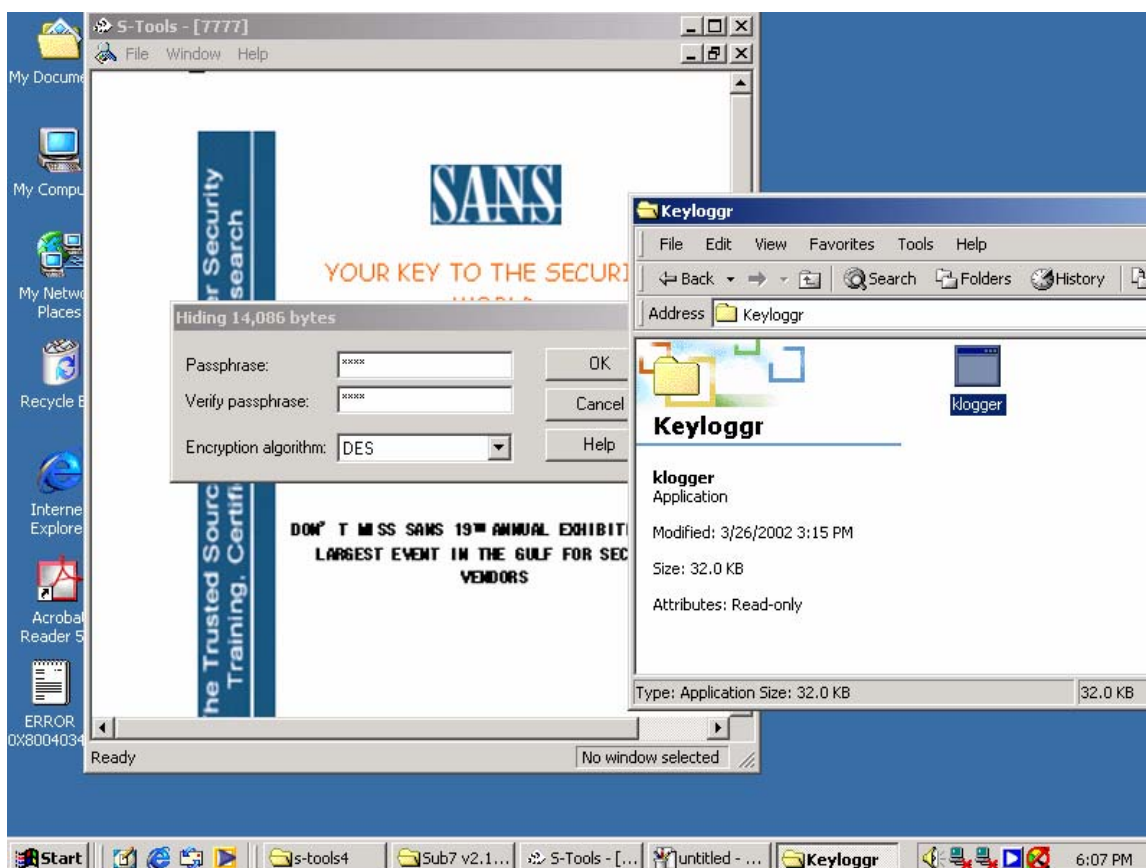 My Docume
My Compu
My Netwo
Places
Recycle B
Interne
Explore
Acroba
Reader 5
ERROR
0X8004034
S-Tools - [7777]
File Window Help
SANS
YOUR KEY TO THE SECURI
DON'T MISS SANS 19TH ANNUAL EXHIBIT
LARGEST EVENT IN THE GULF FOR SEC
VENDORS
he Trusted Sourc r Security
Training, Certifi search
Ready
No window selected
Hiding 14,086 bytes
Passphrase: ****
Verify passphrase: ****
Encryption algorithm: DES
OK
Cancel
Help
Keyloggr
File Edit View Favorites Tools Help
Back Search Folders History
Address Keyloggr
Keyloggr
klogger
klogger
Application
Modified: 3/26/2002 3:15 PM
Size: 32.0 KB
Attributes: Read-only
Type: Application Size: 32.0 KB
32.0 KB
Start s-tools4 Sub7 v2.1... S-Tools - [... untitled - ... Keyloggr 6:07 PM